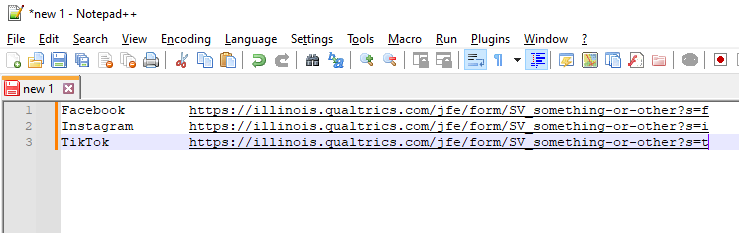 *new 1 - Notepad++
File Edit Search View Encoding Language Settings Tools Macro Run Plugins Window ?
new 1
1 Facebook https://illinois.qualtrics.com/jfe/form/SV_something-or-other?s=f
2 Instagram https://illinois.qualtrics.com/jfe/form/SV_something-or-other?s=i
3 TikTok https://illinois.qualtrics.com/jfe/form/SV_something-or-other?s=t